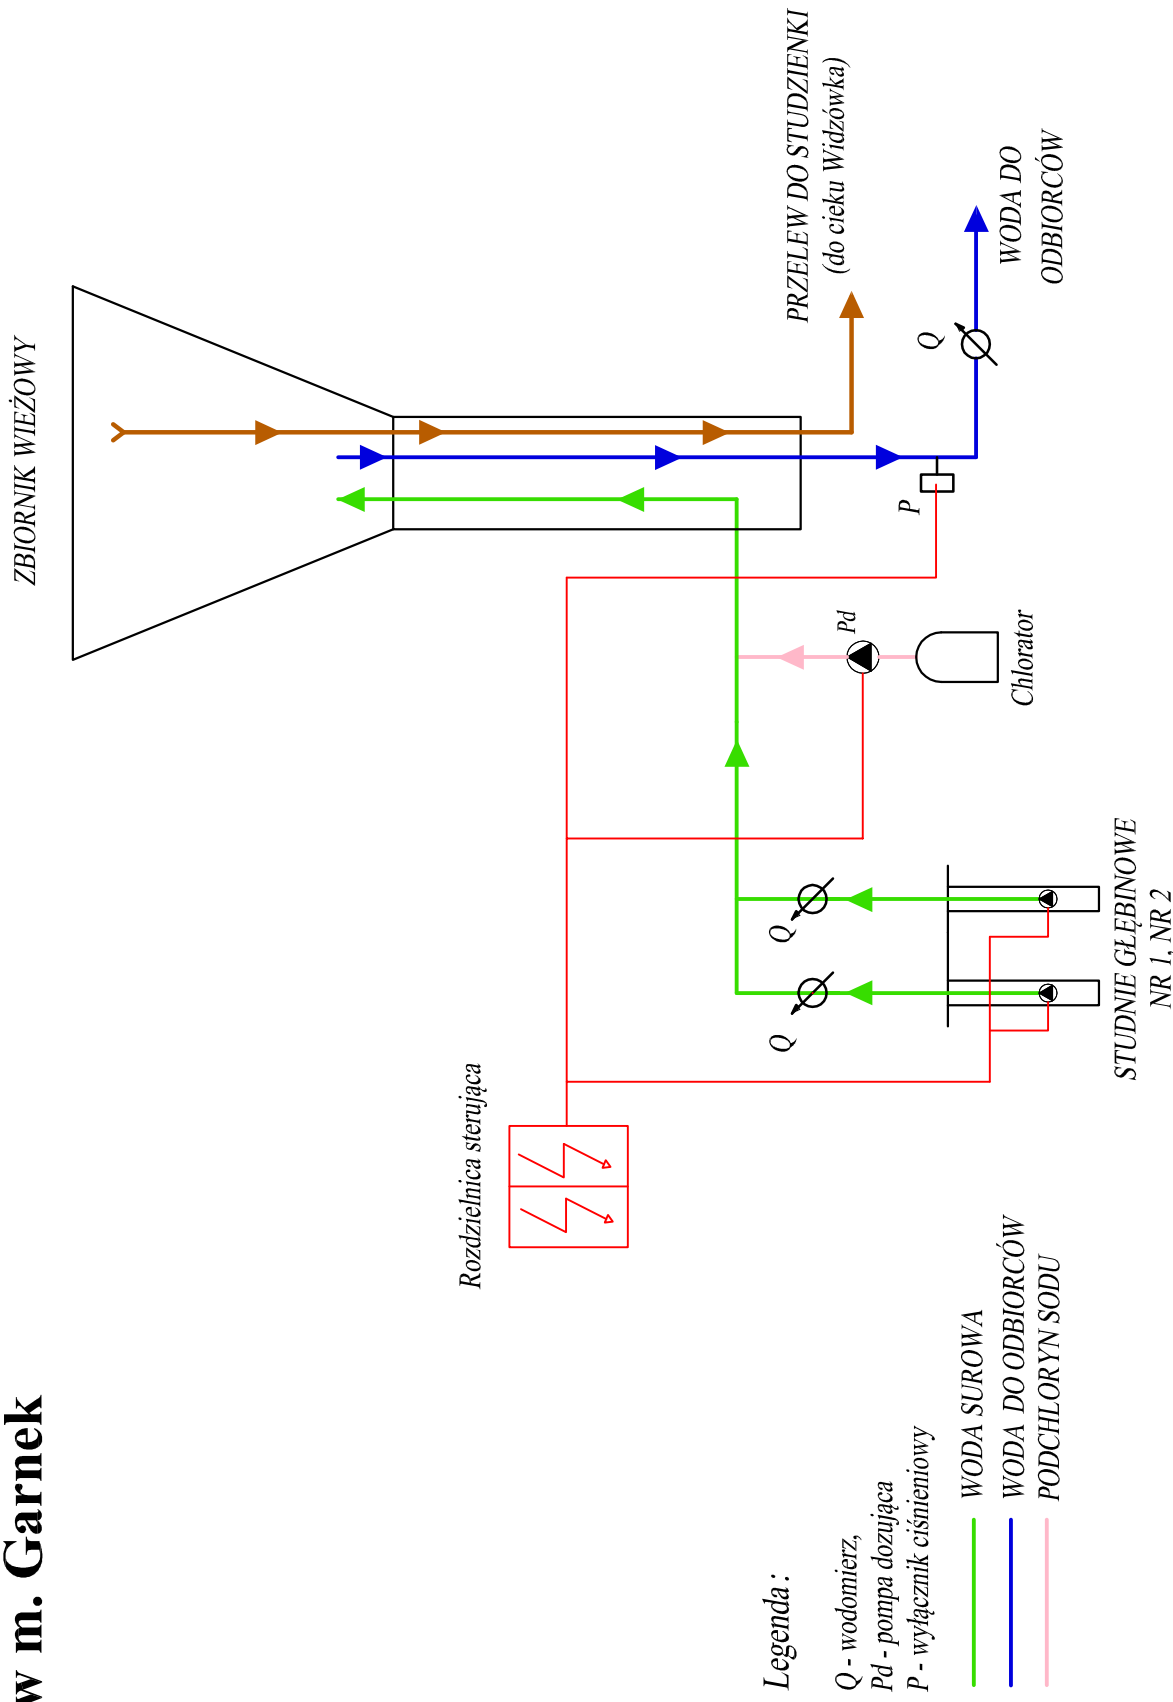 w m. Garnek
ZBIORNIK WIEŻOWY
PRZELEW DO STUDZIENKI
(do cieku Widzówka)
WODA DO
ODBIORCÓW
Q
P
Pd
Chlorator
Q
Q
STUDNIE GŁĘBINOWE
NR 1, NR 2
Rozdzielnica sterująca
Legenda :
Q - wodomierz,
Pd - pompa dozująca
P - wyłącznik ciśnieniowy
WODA SUROWA
WODA DO ODBIORCÓW
PODCHLORYN SODU